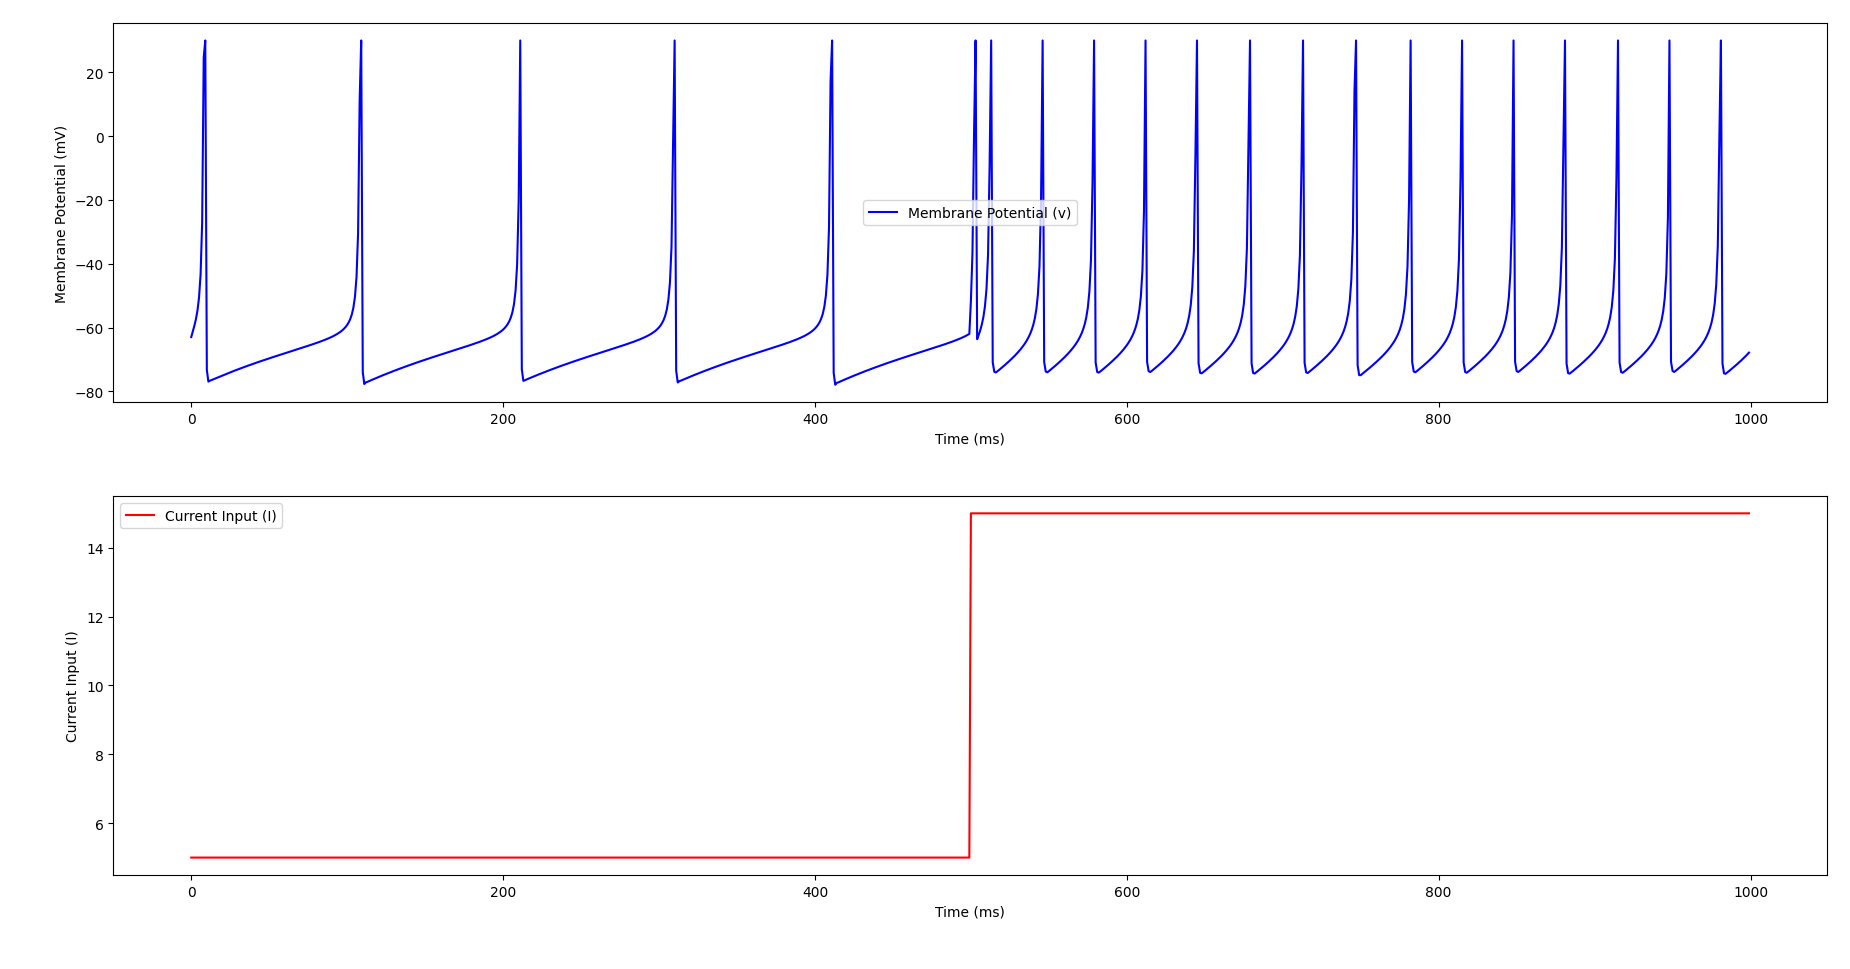 20
0
−20
−40
−60
−80
Membrane Potential (mV)
Membrane Potential (v)
0 200 400 600 800 1000
Time (ms)
Current Input (I)
14
12
10
8
6
Current Input (I)
0 200 400 600 800 1000
Time (ms)